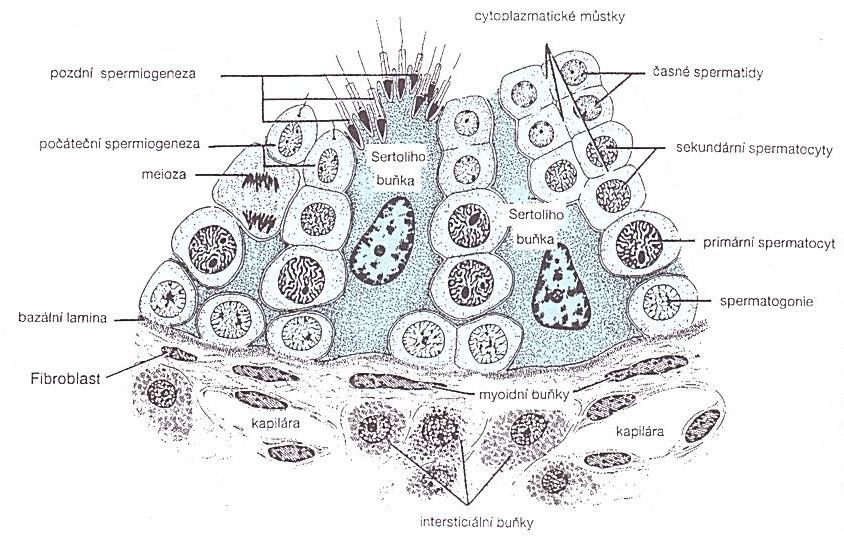 cytoplazmatické můstky
pozdní spermiogeneza
časné spermatidy
počáteční spermiogeneza
sekundární spermatocyty
meioza
Sertoliho
buňka
Sertoliho
buňka
primární spermatocyt
spermatogonie
bazální lamina
Fibroblast
myoidní buňky
kapilára
kapilára
intersticiální buňky